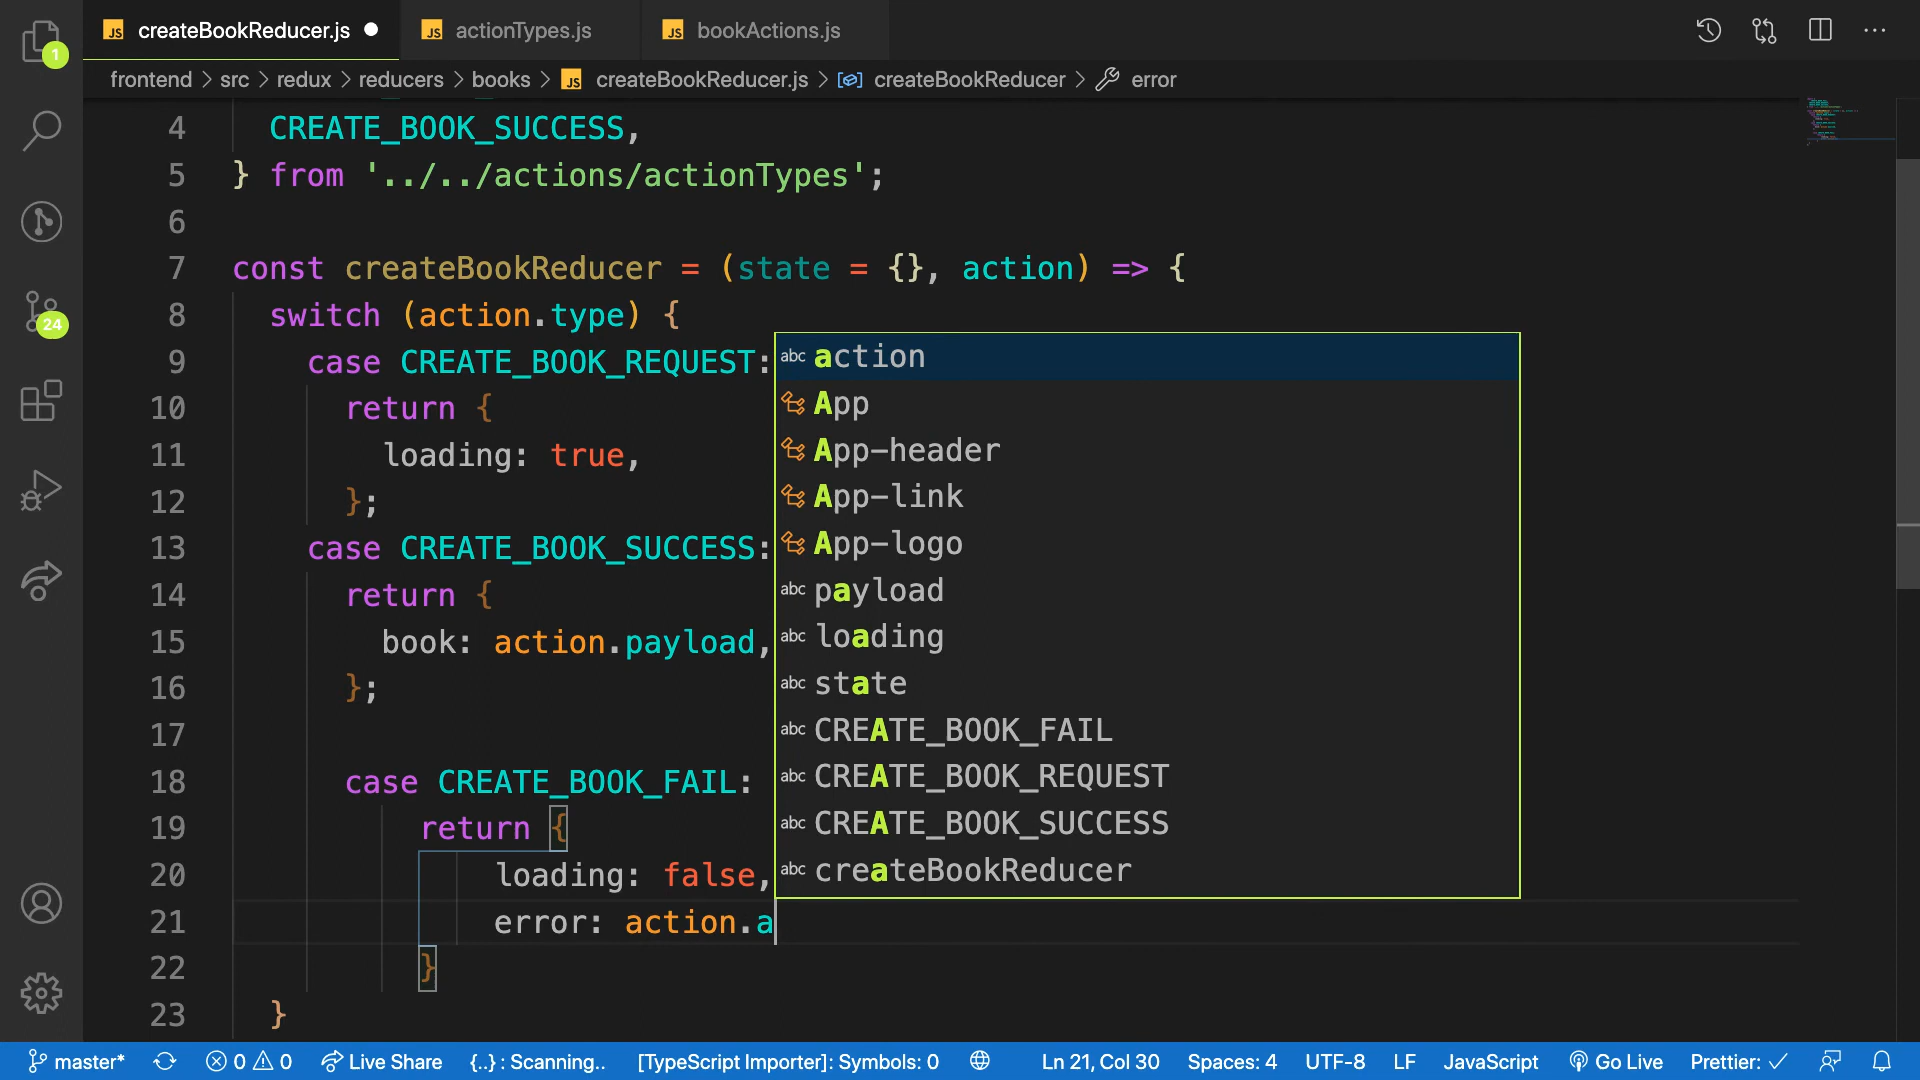 createBookReducer.js
actionTypes.js
bookActions.js
1
frontend > src > redux > reducers > books > createBookReducer.js > createBookReducer > error
4 CREATE_BOOK_SUCCESS,
5 } from '../../actions/actionTypes';
6
7 const createBookReducer = (state = {}, action) => {
8 switch (action.type) {
9 case CREATE_BOOK_REQUEST:
10 return {
11 loading: true,
12 };
13 case CREATE_BOOK_SUCCESS:
14 return {
15 book: action.payload,
16 };
17
18 case CREATE_BOOK_FAIL:
19 return {
20 loading: false,
21 error: action.a
22 }
23 }
abc action
App
App-header
App-link
App-logo
abc payload
abc loading
abc state
abc CREATE_BOOK_FAIL
abc CREATE_BOOK_REQUEST
abc CREATE_BOOK_SUCCESS
abc createBookReducer
24
master* 0 0 Live Share {..} : Scanning.. [TypeScript Importer]: Symbols: 0 Ln 21, Col 30 Spaces: 4 UTF-8 LF JavaScript Go Live Prettier: ✓